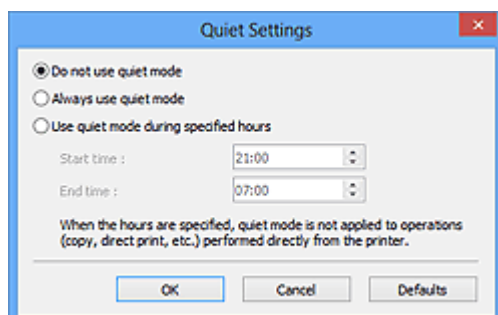 Quiet Settings
Do not use quiet mode
Always use quiet mode
Use quiet mode during specified hours
Start time : 21:00
End time : 07:00
When the hours are specified, quiet mode is not applied to operations
(copy, direct print, etc.) performed directly from the printer.
OK Cancel Defaults